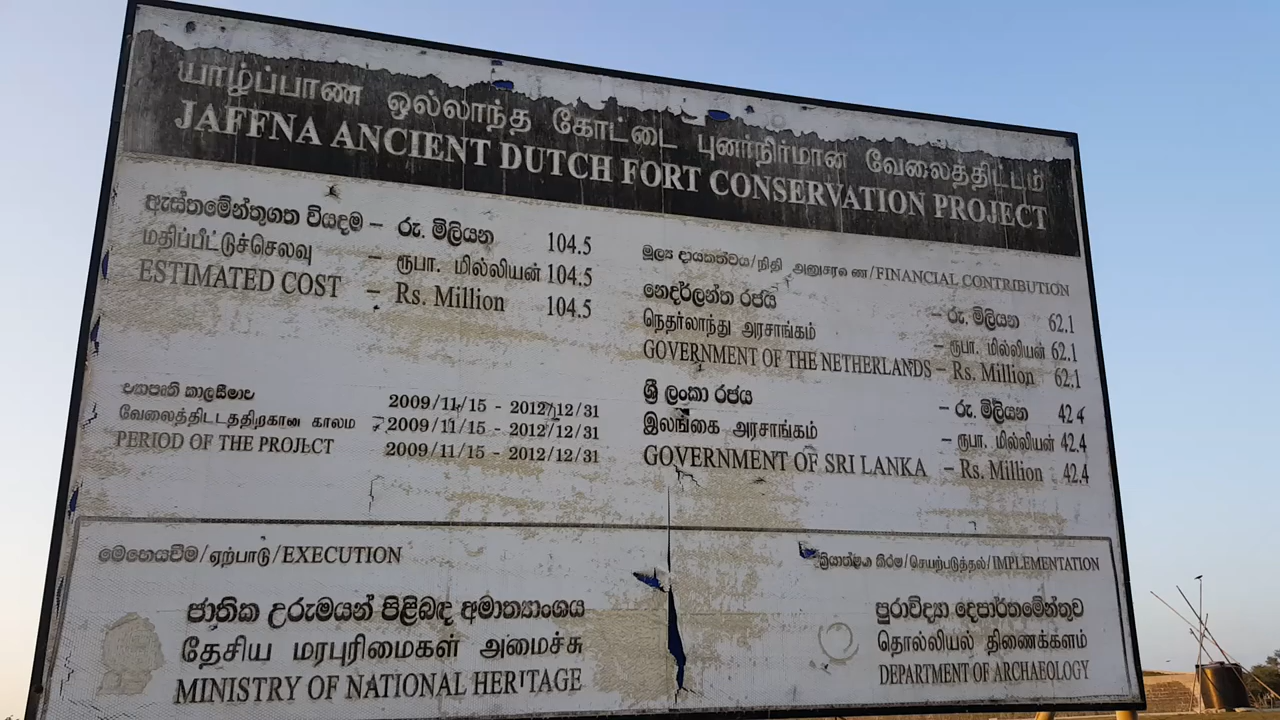 யாழ்ப்பாண ஒல்லாந்த கோட்டை புனர்நிர்மான வேலைத்திட்டம்
JAFFNA ANCIENT DUTCH FORT CONSERVATION PROJECT
ඇස්තමේන්තුගත වියදම – රු. මිලියන 104.5
மதிப்பீட்டுச்செலவு – ரூபா. மில்லியன் 104.5
ESTIMATED COST – Rs. Million 104.5
ව්‍යාපෘති කාලසීමාව 2009/11/15 - 2012/12/31
வேலைத்திட்டத்திற்கான காலம் 2009/11/15 - 2012/12/31
PERIOD OF THE PROJECT 2009/11/15 - 2012/12/31
මූල්‍ය දායකත්වය/நிதி அனுசரணை/FINANCIAL CONTRIBUTION
නෙදර්ලන්ත රජය – රු. මිලියන 62.1
நெதர்லாந்து அரசாங்கம் – ரூபா. மில்லியன் 62.1
GOVERNMENT OF THE NETHERLANDS – Rs. Million 62.1
ශ්‍රී ලංකා රජය – රු. මිලියන 42.4
இலங்கை அரசாங்கம் – ரூபா. மில்லியன் 42.4
GOVERNMENT OF SRI LANKA – Rs. Million 42.4
මෙහෙයවීම/ஏற்பாடு/EXECUTION
ජාතික උරුමයන් පිළිබඳ අමාත්‍යාංශය
தேசிய மரபுரிமைகள் அமைச்சு
MINISTRY OF NATIONAL HERITAGE
ක්‍රියාත්මක කිරීම/செயற்படுத்தல்/IMPLEMENTATION
පුරාවිද්‍යා දෙපාර්තමේන්තුව
தொல்லியல் திணைக்களம்
DEPARTMENT OF ARCHAEOLOGY